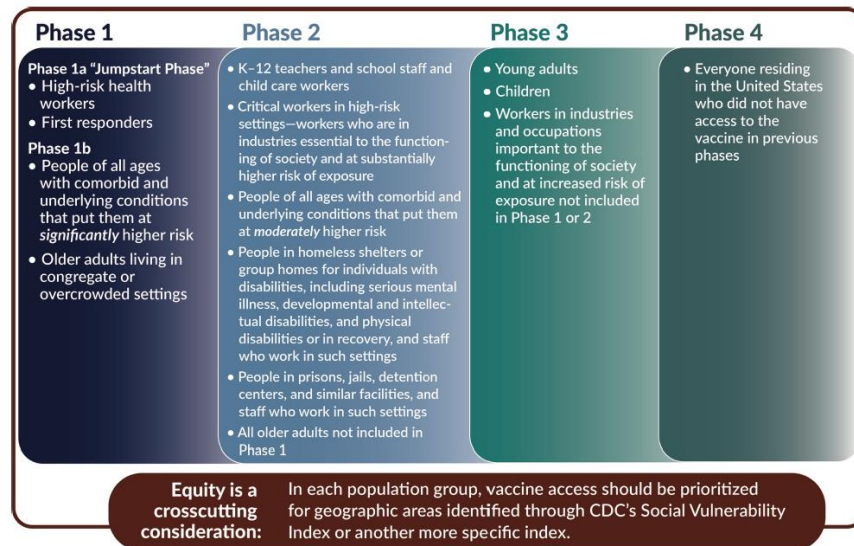 Phase 1
Phase 1a “Jumpstart Phase”
• High-risk health
workers
• First responders
Phase 1b
• People of all ages
with comorbid and
underlying conditions
that put them at
significantly higher risk
• Older adults living in
congregate or
overcrowded settings
Phase 2
• K–12 teachers and school staff and
child care workers
• Critical workers in high-risk
settings—workers who are in
industries essential to the function-
ing of society and at substantially
higher risk of exposure
• People of all ages with comorbid and
underlying conditions that put them
at moderately higher risk
• People in homeless shelters or
group homes for individuals with
disabilities, including serious mental
illness, developmental and intellec-
tual disabilities, and physical
disabilities or in recovery, and staff
who work in such settings
• People in prisons, jails, detention
centers, and similar facilities, and
staff who work in such settings
• All older adults not included in
Phase 1
Phase 3
• Young adults
• Children
• Workers in industries
and occupations
important to the
functioning of society
and at increased risk of
exposure not included
in Phase 1 or 2
Phase 4
• Everyone residing
in the United States
who did not have
access to the
vaccine in previous
phases
Equity is a
crosscutting
consideration:
In each population group, vaccine access should be prioritized
for geographic areas identified through CDC’s Social Vulnerability
Index or another more specific index.